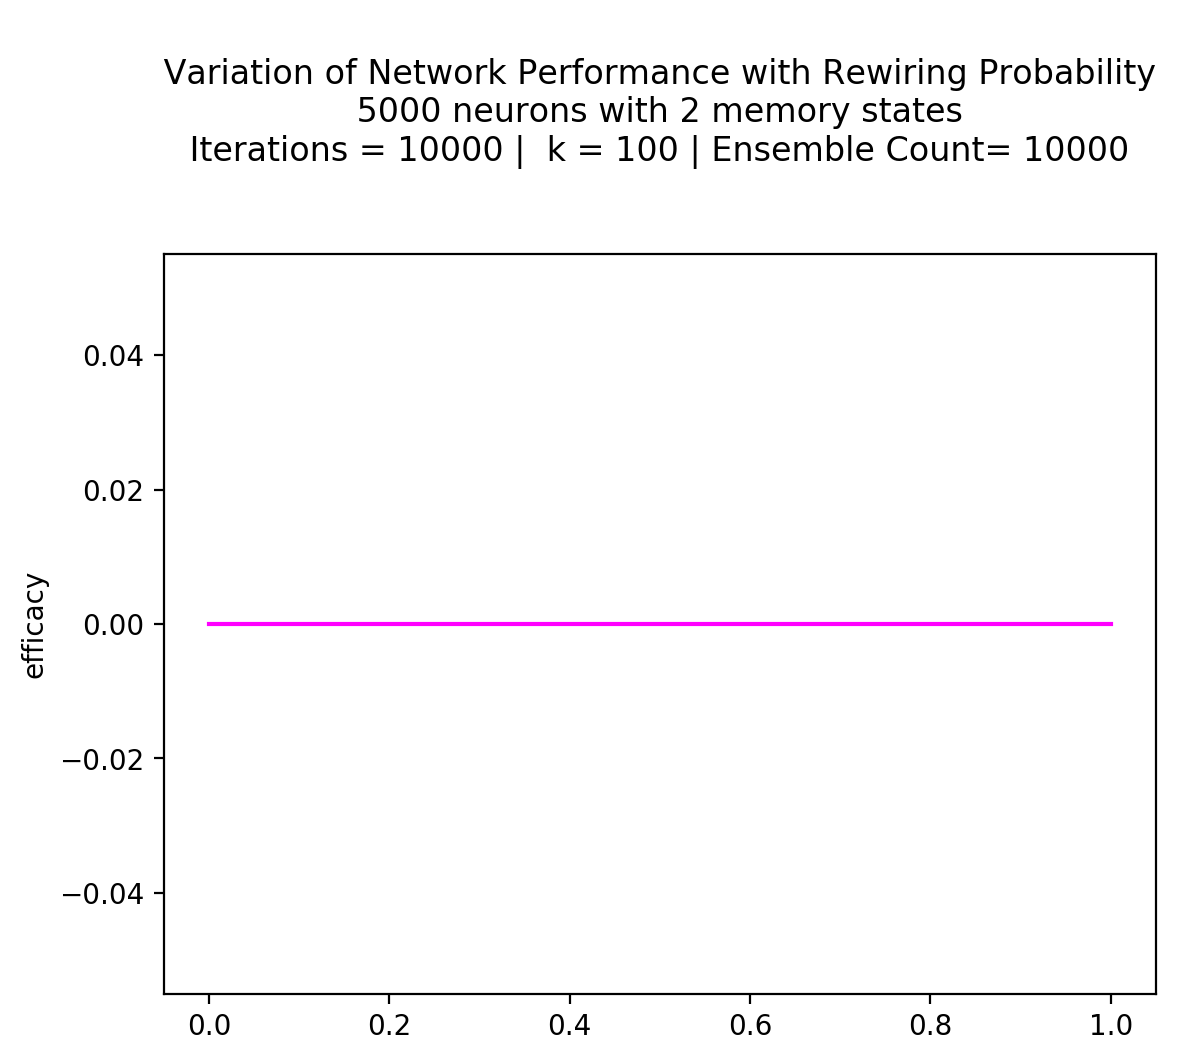 Variation of Network Performance with Rewiring Probability
5000 neurons with 2 memory states
Iterations = 10000 |  k = 100 | Ensemble Count= 10000
efficacy
0.04
0.02
0.00
−0.02
−0.04
0.0 0.2 0.4 0.6 0.8 1.0